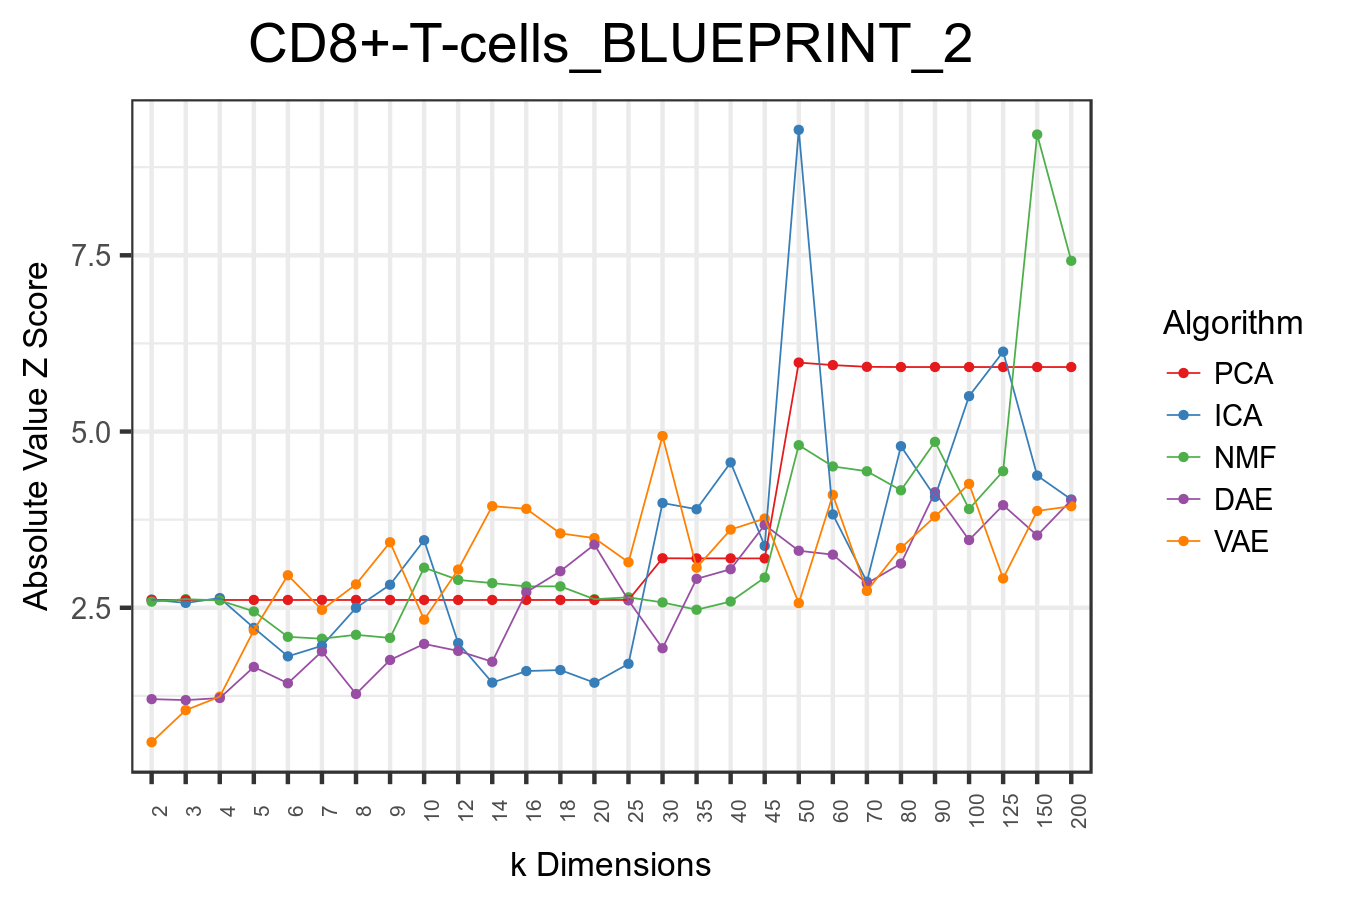 CD8+-T-cells_BLUEPRINT_2
Absolute Value Z Score
7.5
5.0
2.5
2 3 4 5 6 7 8 9 10 12 14 16 18 20 25 30 35 40 45 50 60 70 80 90 100 125 150 200
k Dimensions
Algorithm
PCA
ICA
NMF
DAE
VAE